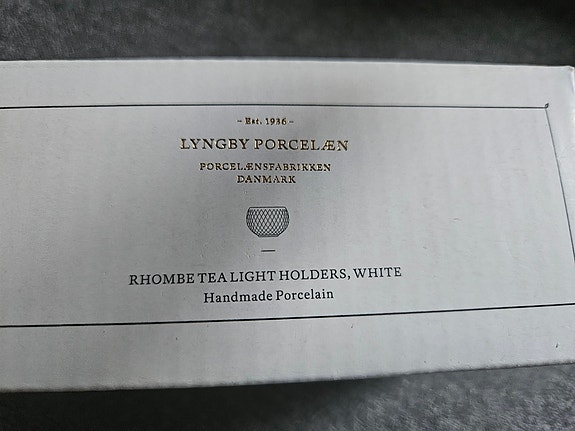 - Est. 1936 -
LYNGBY PORCELÆN
PORCELÆNSFABRIKKEN
DANMARK
RHOMBE TEA LIGHT HOLDERS, WHITE
Handmade Porcelain